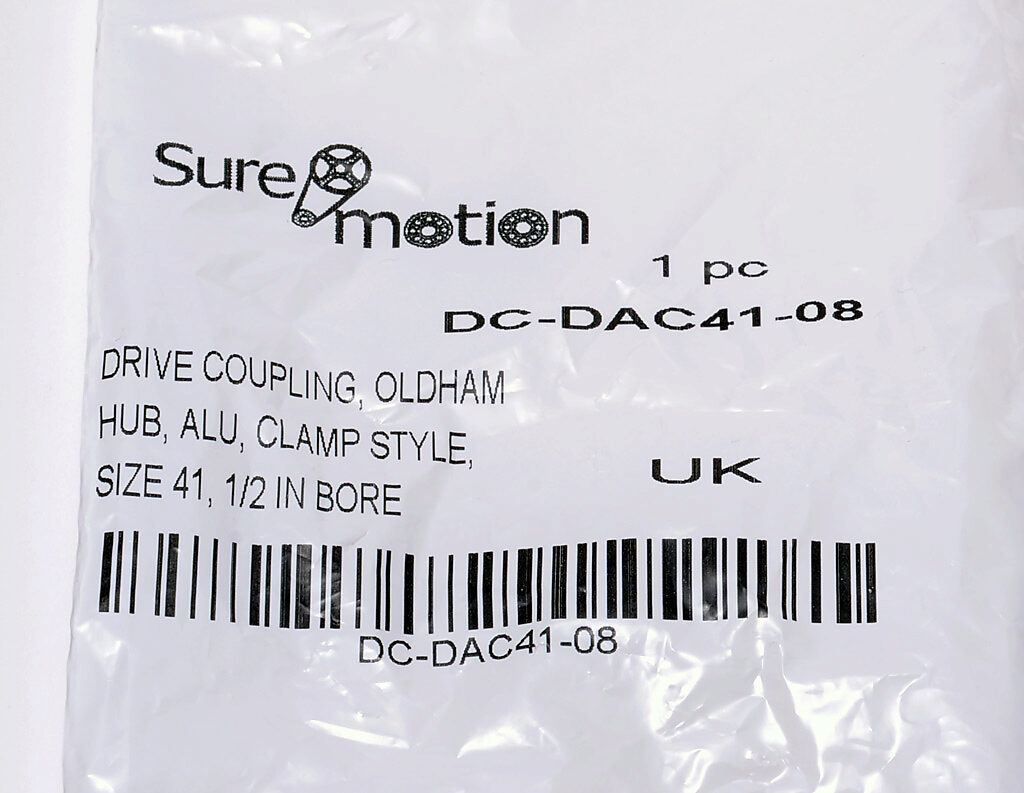 Sure motion
1 pc
DC-DAC41-08
DRIVE COUPLING, OLDHAM
HUB, ALU, CLAMP STYLE,
SIZE 41, 1/2 IN BORE
UK
DC-DAC41-08